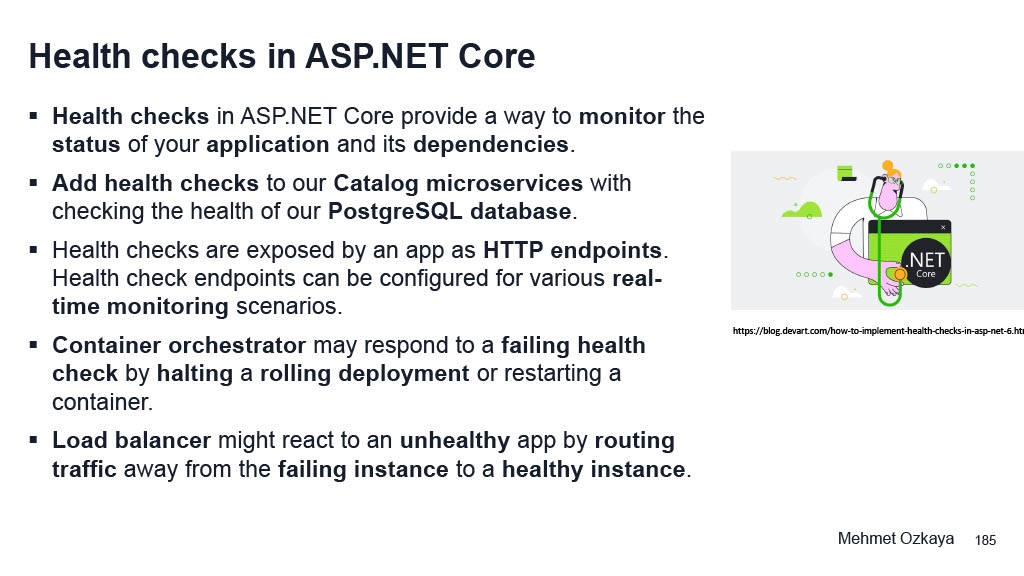 Health checks in ASP.NET Core
▪ Health checks in ASP.NET Core provide a way to monitor the
status of your application and its dependencies.
▪ Add health checks to our Catalog microservices with
checking the health of our PostgreSQL database.
▪ Health checks are exposed by an app as HTTP endpoints.
Health check endpoints can be configured for various real-
time monitoring scenarios.
▪ Container orchestrator may respond to a failing health
check by halting a rolling deployment or restarting a
container.
▪ Load balancer might react to an unhealthy app by routing
traffic away from the failing instance to a healthy instance.
.NET
Core
https://blog.devart.com/how-to-implement-health-checks-in-asp-net-6.ht
Mehmet Ozkaya 185